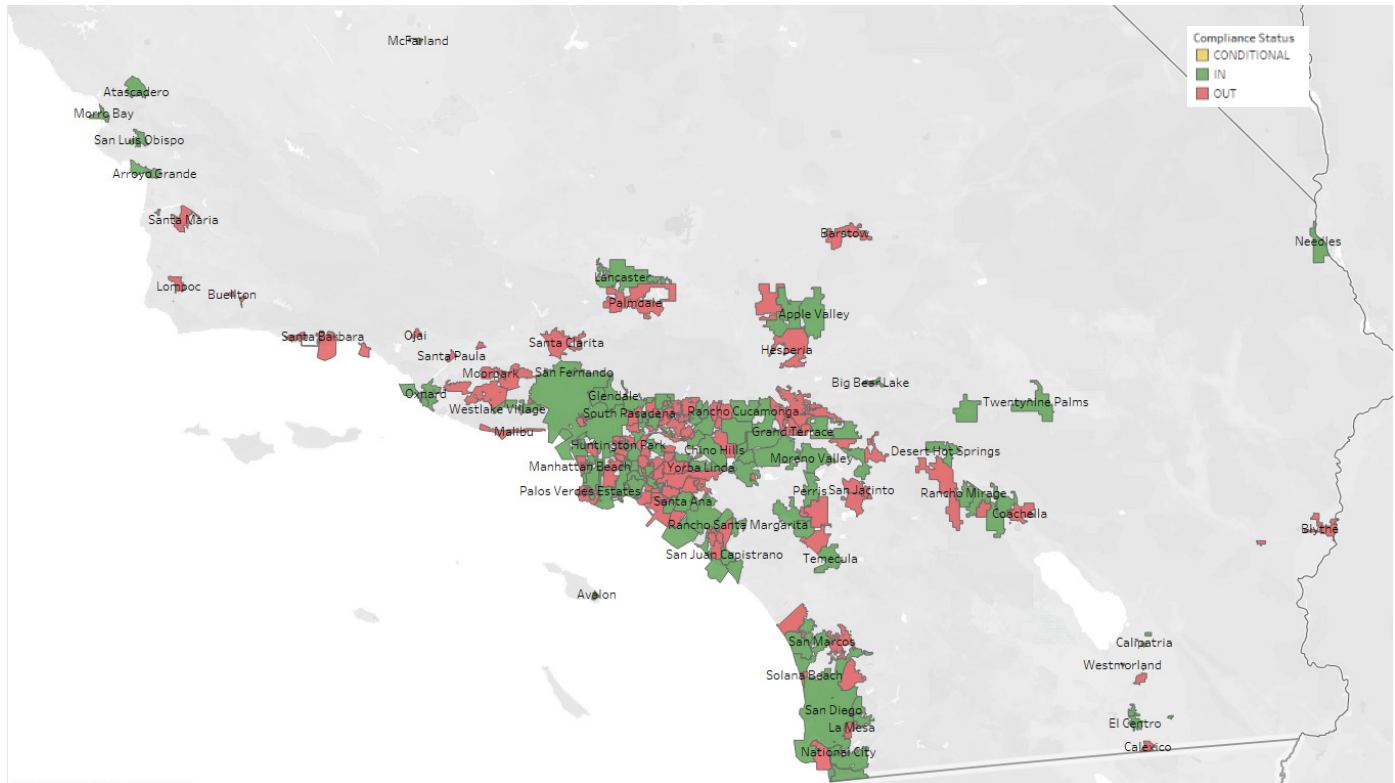 McFarland
Compliance Status
CONDITIONAL
IN
OUT
Atascadero
Morro Bay
San Luis Obispo
Arroyo Grande
Santa Maria
Barstow
Needles
Lancaster
Lompoc
Buellton
Palmdale
Apple Valley
Santa Barbara
Ojai
Santa Clarita
Hesperia
Santa Paula
Moorpark
San Fernando
Big Bear Lake
Oxnard
Glendale
Twentynine Palms
Westlake Village
South Pasadena
Rancho Cucamonga
Malibu
Grand Terrace
Huntington Park
Chino Hills
Desert Hot Springs
Moreno Valley
Manhattan Beach
Yorba Linda
Palos Verdes Estates
Perris
San Jacinto
Rancho Mirage
Santa Ana
Coachella
Rancho Santa Margarita
Blythe
San Juan Capistrano
Temecula
Avalon
San Marcos
Calipatria
Westmorland
Solana Beach
San Diego
El Centro
La Mesa
Calexico
National City